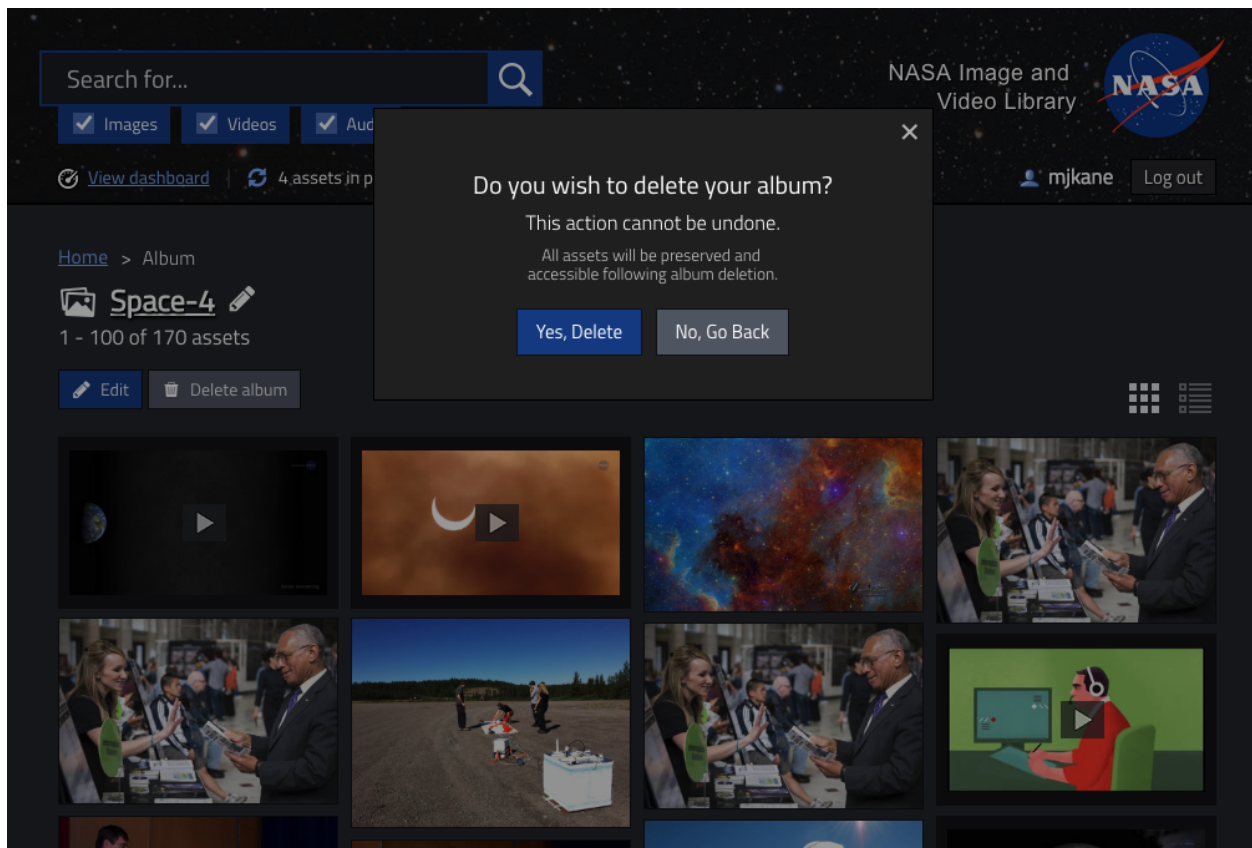 Search for...
NASA Image and
Video Library
NASA
Images
Videos
Aud
View dashboard
4 assets in p
mjkane
Log out
Do you wish to delete your album?
This action cannot be undone.
All assets will be preserved and
accessible following album deletion.
Yes, Delete
No, Go Back
Home > Album
Space-4
1 - 100 of 170 assets
Edit
Delete album